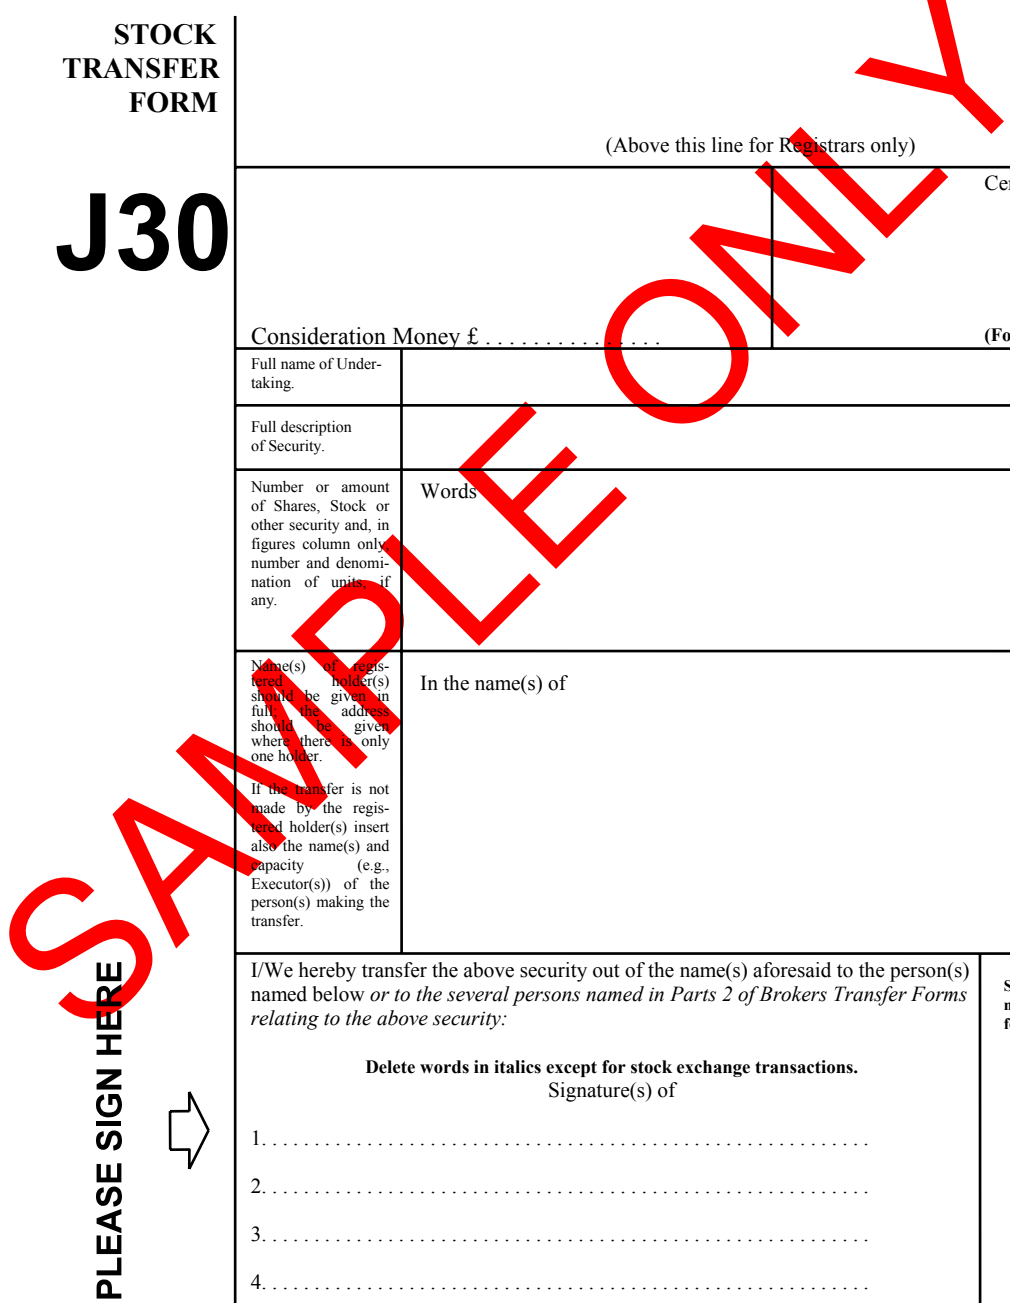 STOCK
TRANSFER
FORM
(Above this line for Registrars only)
J30
Consideration Money £ . . . . . . . . . . . . . . .
Full name of Under-
taking.
Full description
of Security.
Number or amount
of Shares, Stock or
other security and, in
figures column only,
number and denomi-
nation of units, if
any.
Words
Name(s) of regis-
tered holder(s)
should be given in
full; the address
should be given
where there is only
one holder.
If the transfer is not
made by the regis-
tered holder(s) insert
also the name(s) and
capacity (e.g.,
Executor(s)) of the
person(s) making the
transfer.
In the name(s) of
I/We hereby transfer the above security out of the name(s) aforesaid to the person(s)
named below or to the several persons named in Parts 2 of Brokers Transfer Forms
relating to the above security:
Delete words in italics except for stock exchange transactions.
Signature(s) of
1. . . . . . . . . . . . . . . . . . . . . . . . . . . . . . . . . . . . . . . . . . . . . . . . . . . . . . . . . .
2. . . . . . . . . . . . . . . . . . . . . . . . . . . . . . . . . . . . . . . . . . . . . . . . . . . . . . . . . .
3. . . . . . . . . . . . . . . . . . . . . . . . . . . . . . . . . . . . . . . . . . . . . . . . . . . . . . . . . .
4. . . . . . . . . . . . . . . . . . . . . . . . . . . . . . . . . . . . . . . . . . . . . . . . . . . . . . . . . .
PLEASE SIGN HERE
SAMPLE ONLY